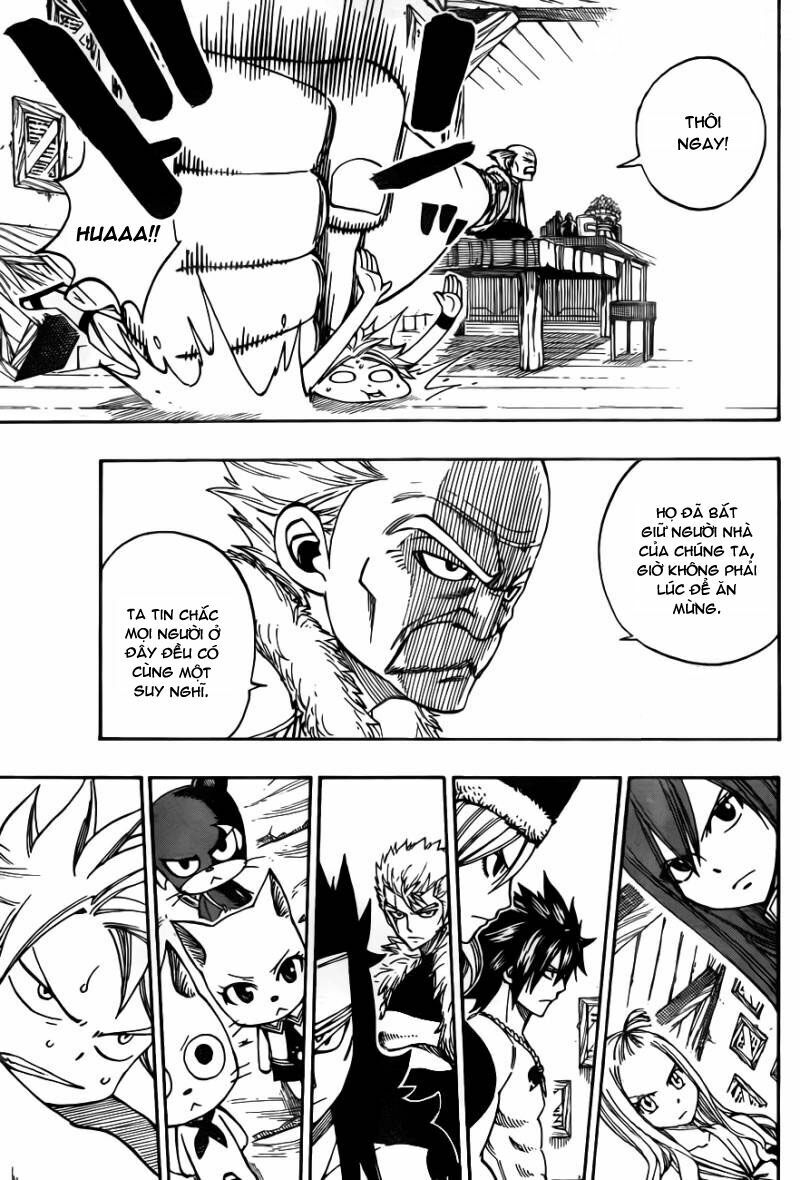 THÔI
NGAY!
HUAAA!!
HỌ ĐÃ BẮT
GIỮ NGƯỜI NHÀ
CỦA CHÚNG TA,
GIỜ KHÔNG PHẢI
LÚC ĐỂ ĂN
MỪNG.
TA TIN CHẮC
MỌI NGƯỜI Ở
ĐÂY ĐỀU CÓ
CÙNG MỘT
SUY NGHĨ.